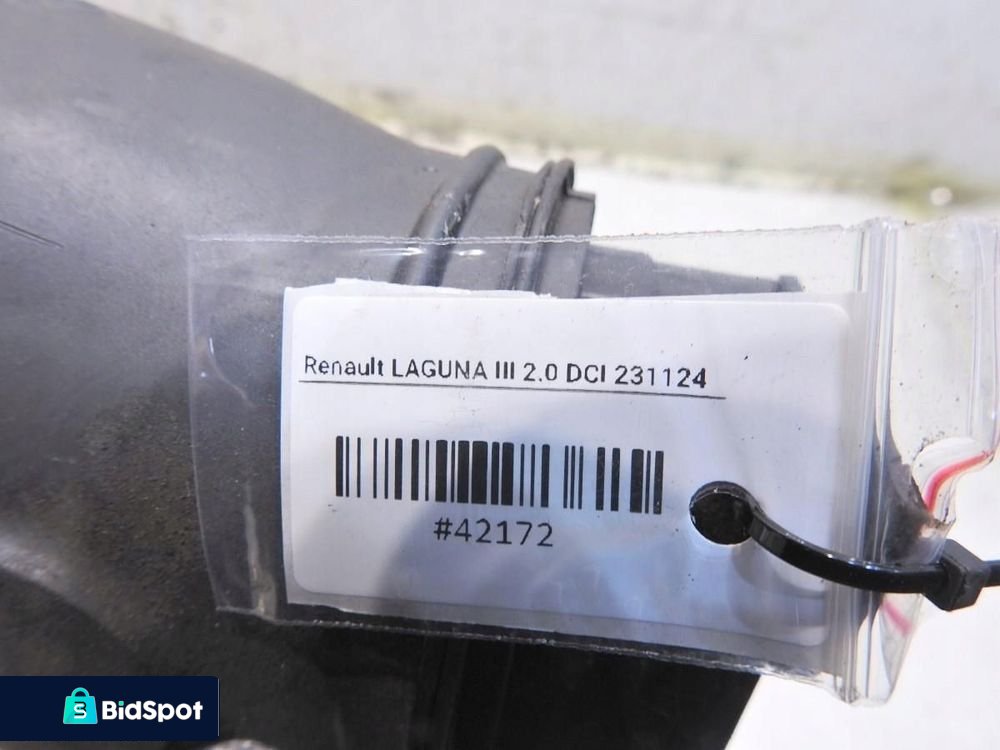 Renault LAGUNA III 2.0 DCI 231124
#42172
BidSpot